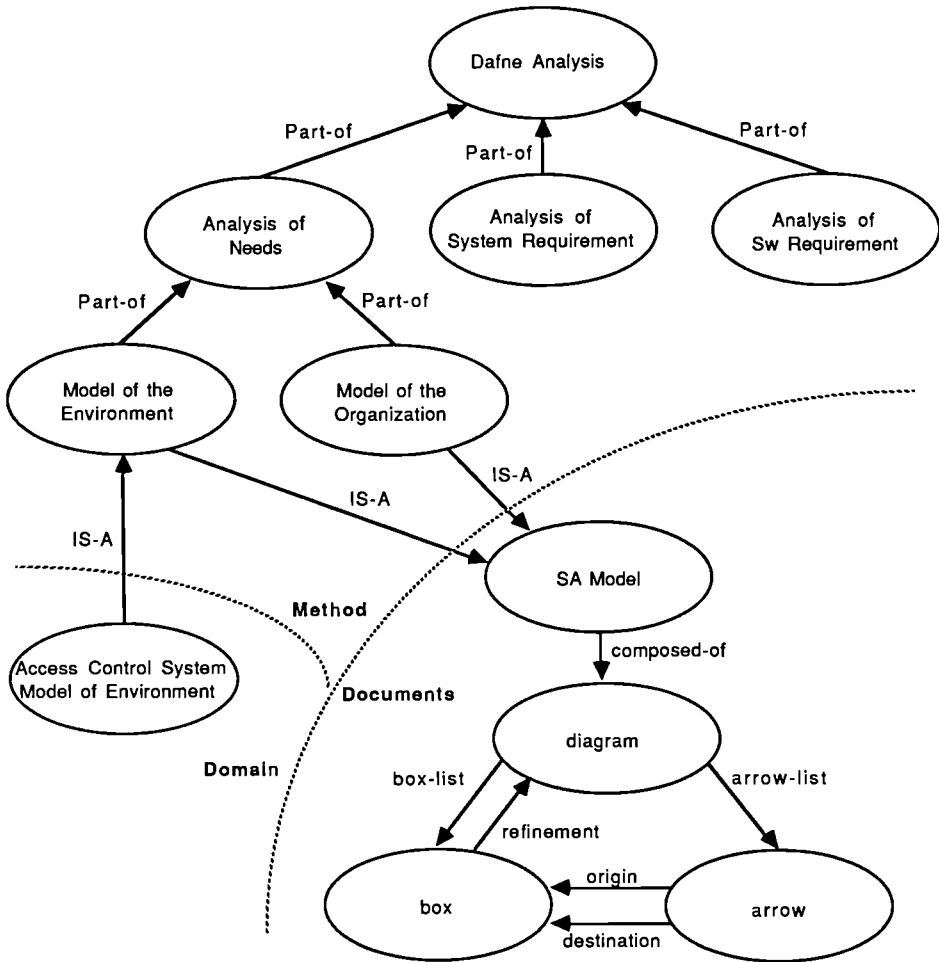 Dafne Analysis
Part-of
Part-of
Part-of
Analysis of
Needs
Analysis of
System Requirement
Analysis of
Sw Requirement
Part-of
Part-of
Model of the
Environment
Model of the
Organization
IS-A
IS-A
IS-A
SA Model
Method
Access Control System
Model of Environment
composed-of
Documents
Domain
diagram
box-list
arrow-list
refinement
origin
box
arrow
destination